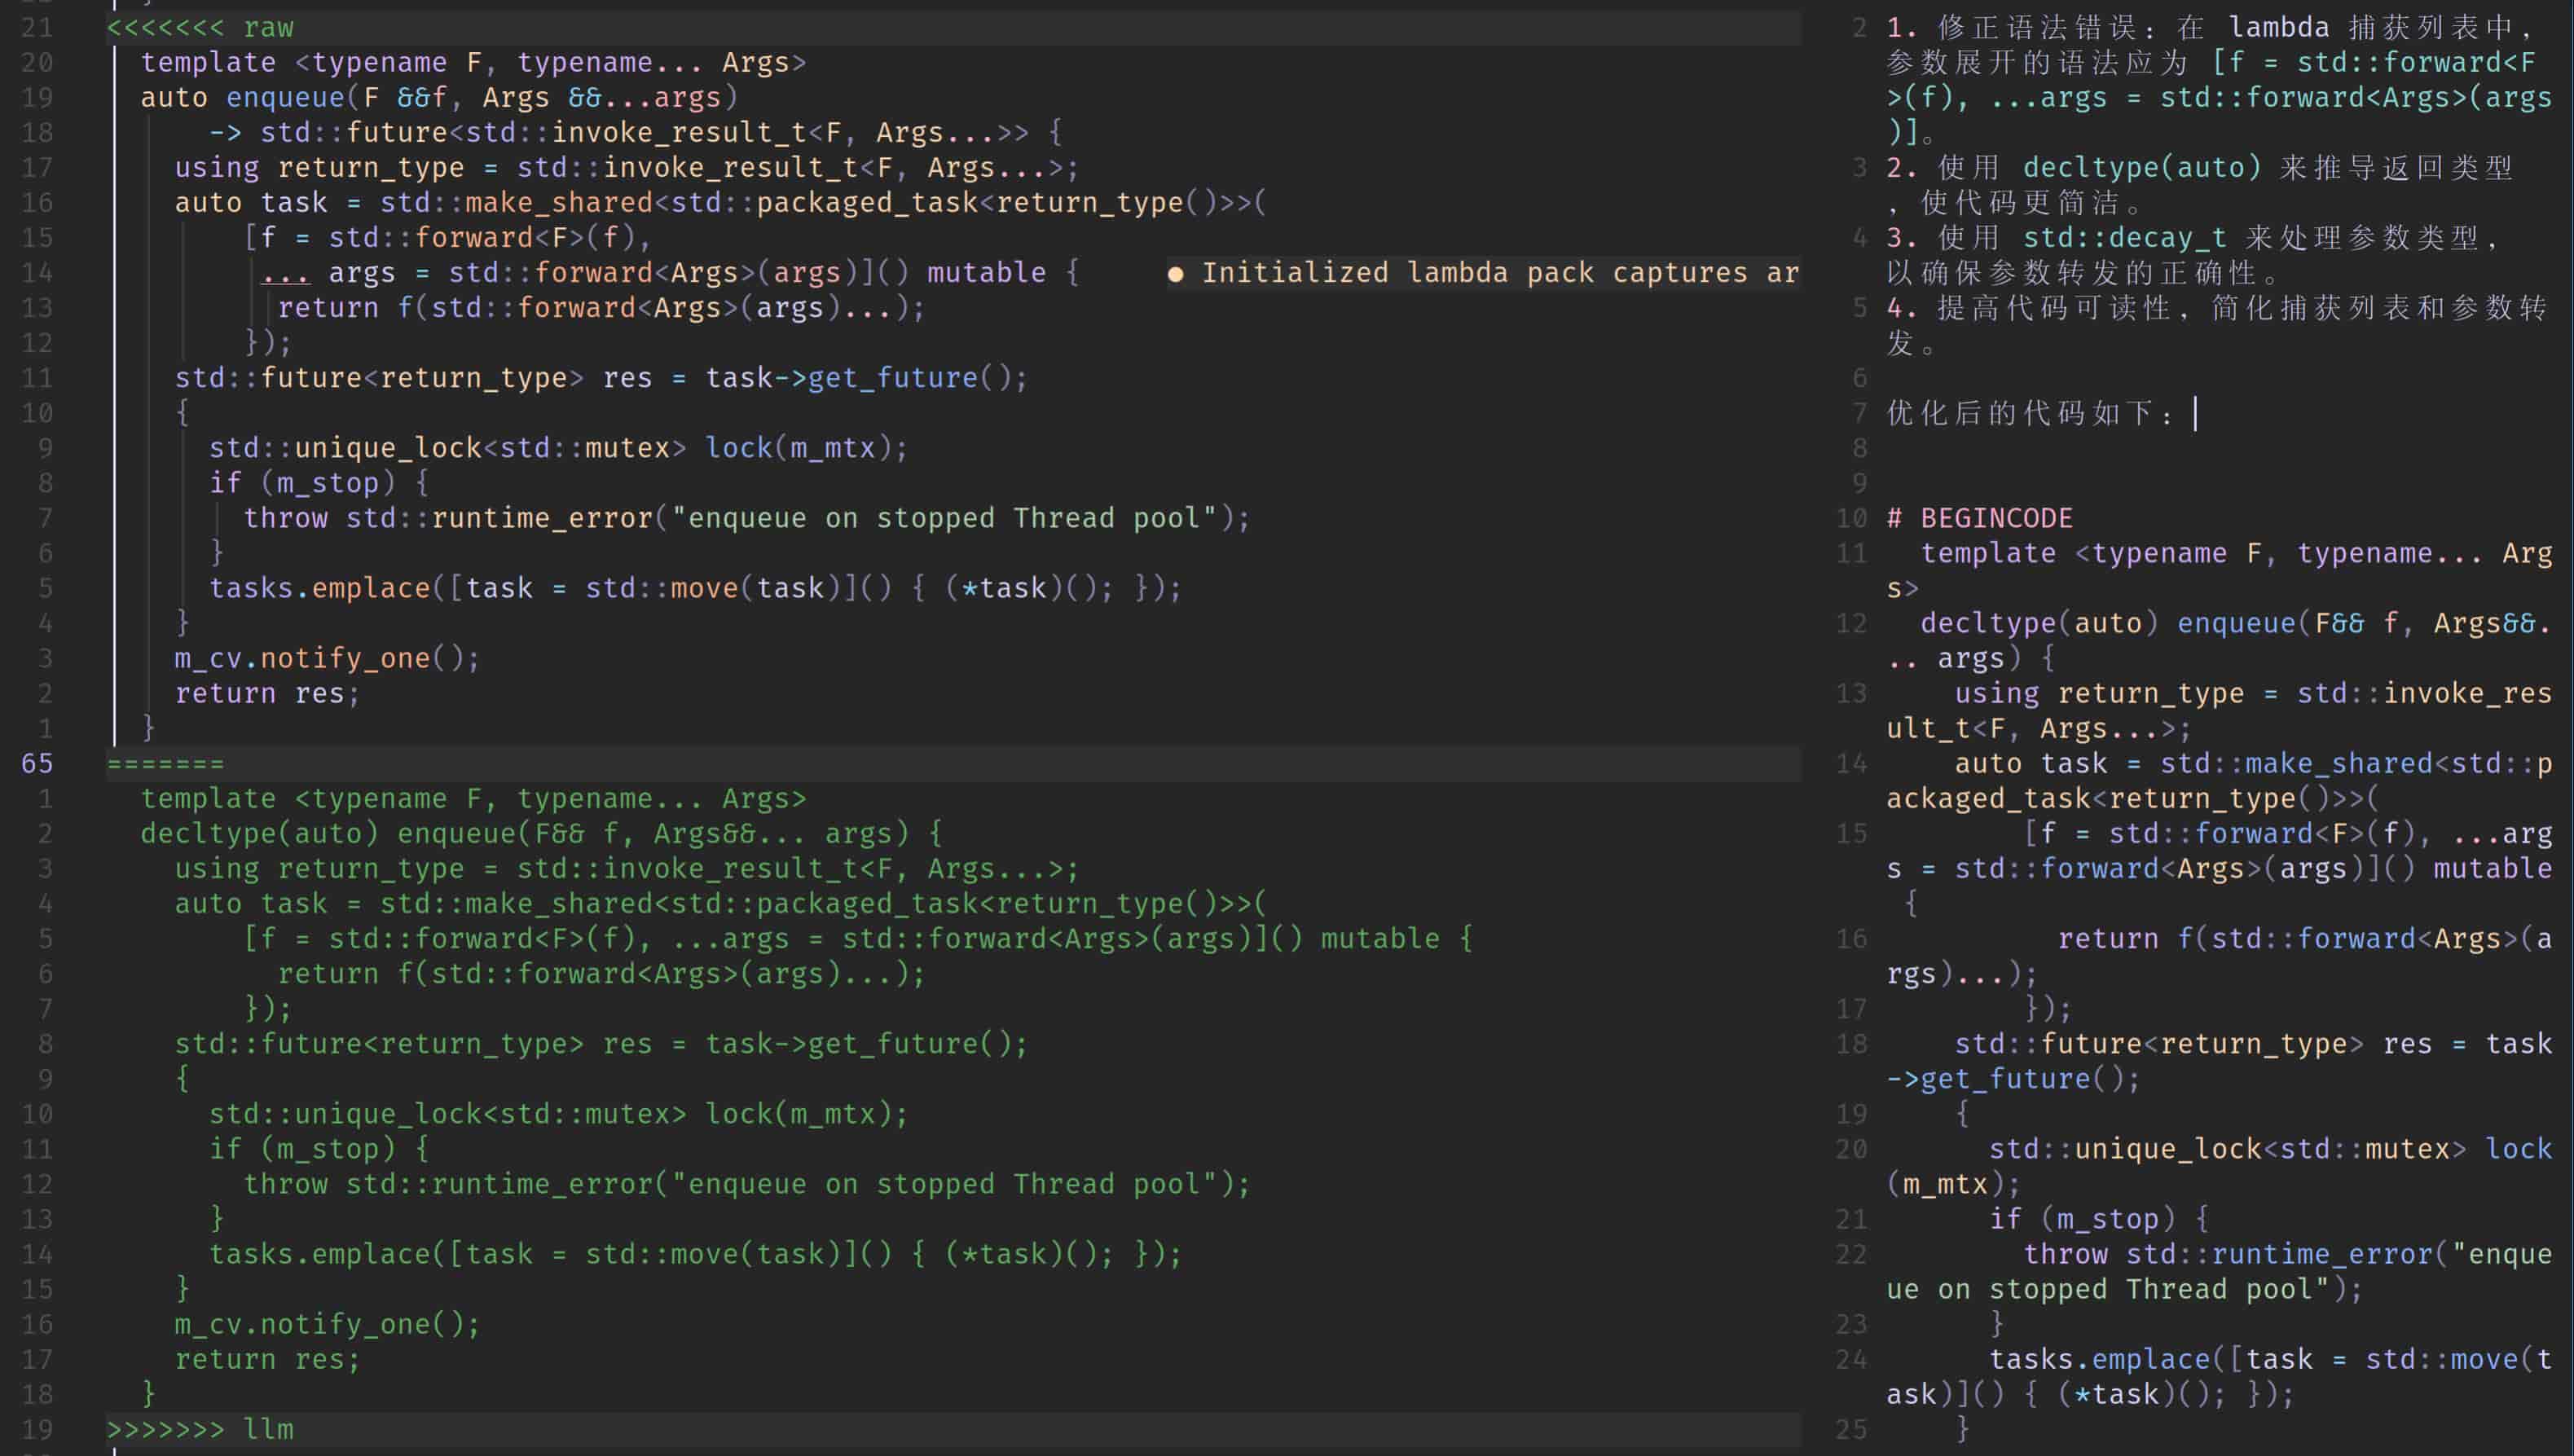 21 <<<<<<< raw
20 template <typename F, typename... Args>
19 auto enqueue(F &&f, Args &&...args)
18 -> std::future<std::invoke_result_t<F, Args...>> {
17 using return_type = std::invoke_result_t<F, Args...>;
16 auto task = std::make_shared<std::packaged_task<return_type()>>(
15 [f = std::forward<F>(f),
14 ... args = std::forward<Args>(args)]() mutable { ● Initialized lambda pack captures ar
13 return f(std::forward<Args>(args)...);
12 });
11 std::future<return_type> res = task->get_future();
10 {
9 std::unique_lock<std::mutex> lock(m_mtx);
8 if (m_stop) {
7 throw std::runtime_error("enqueue on stopped Thread pool");
6 }
5 tasks.emplace([task = std::move(task)]() { (*task)(); });
4 }
3 m_cv.notify_one();
2 return res;
1 }
65 =======
1 template <typename F, typename... Args>
2 decltype(auto) enqueue(F&& f, Args&&... args) {
3 using return_type = std::invoke_result_t<F, Args...>;
4 auto task = std::make_shared<std::packaged_task<return_type()>>(
5 [f = std::forward<F>(f), ...args = std::forward<Args>(args)]() mutable {
6 return f(std::forward<Args>(args)...);
7 });
8 std::future<return_type> res = task->get_future();
9 {
10 std::unique_lock<std::mutex> lock(m_mtx);
11 if (m_stop) {
12 throw std::runtime_error("enqueue on stopped Thread pool");
13 }
14 tasks.emplace([task = std::move(task)]() { (*task)(); });
15 }
16 m_cv.notify_one();
17 return res;
18 }
19 >>>>>>> llm
2 1. 修正语法错误：在 lambda 捕获列表中，
参数展开的语法应为 [f = std::forward<F
>(f), ...args = std::forward<Args>(args
)]。
3 2. 使用 decltype(auto) 来推导返回类型
，使代码更简洁。
4 3. 使用 std::decay_t 来处理参数类型，
以确保参数转发的正确性。
5 4. 提高代码可读性，简化捕获列表和参数转
发。
6
7 优化后的代码如下：
8
9
10 # BEGINCODE
11 template <typename F, typename... Arg
s>
12 decltype(auto) enqueue(F&& f, Args&&.
.. args) {
13 using return_type = std::invoke_res
ult_t<F, Args...>;
14 auto task = std::make_shared<std::p
ackaged_task<return_type()>>(
15 [f = std::forward<F>(f), ...arg
s = std::forward<Args>(args)]() mutable
{
16 return f(std::forward<Args>(a
rgs)...);
17 });
18 std::future<return_type> res = task
->get_future();
19 {
20 std::unique_lock<std::mutex> lock
(m_mtx);
21 if (m_stop) {
22 throw std::runtime_error("enque
ue on stopped Thread pool");
23 }
24 tasks.emplace([task = std::move(t
ask)]() { (*task)(); });
25 }